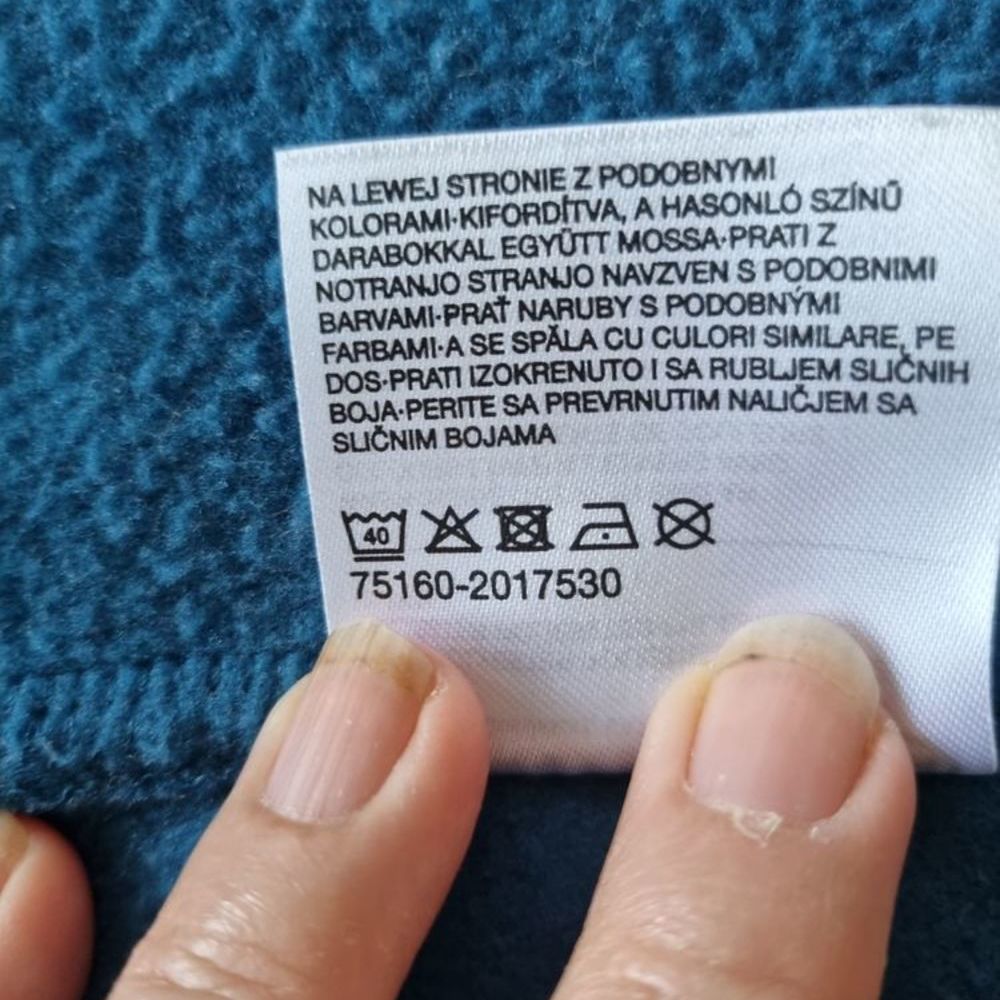 NA LEWEJ STRONIE Z PODOBNYMI
KOLORAMI·KIFORDÍTVA, A HASONLÓ SZÍNŰ
DARABOKKAL EGYÜTT MOSSA·PRATI Z
NOTRANJO STRANJO NAVZVEN S PODOBNIMI
BARVAMI·PRAŤ NARUBY S PODOBNÝMI
FARBAMI·A SE SPĂLA CU CULORI SIMILARE, PE
DOS·PRATI IZOKRENUTO I SA RUBLJEM SLIČNIH
BOJA·PERITE SA PREVRNUTIM NALIČJEM SA
SLIČNIM BOJAMA
40
75160-2017530